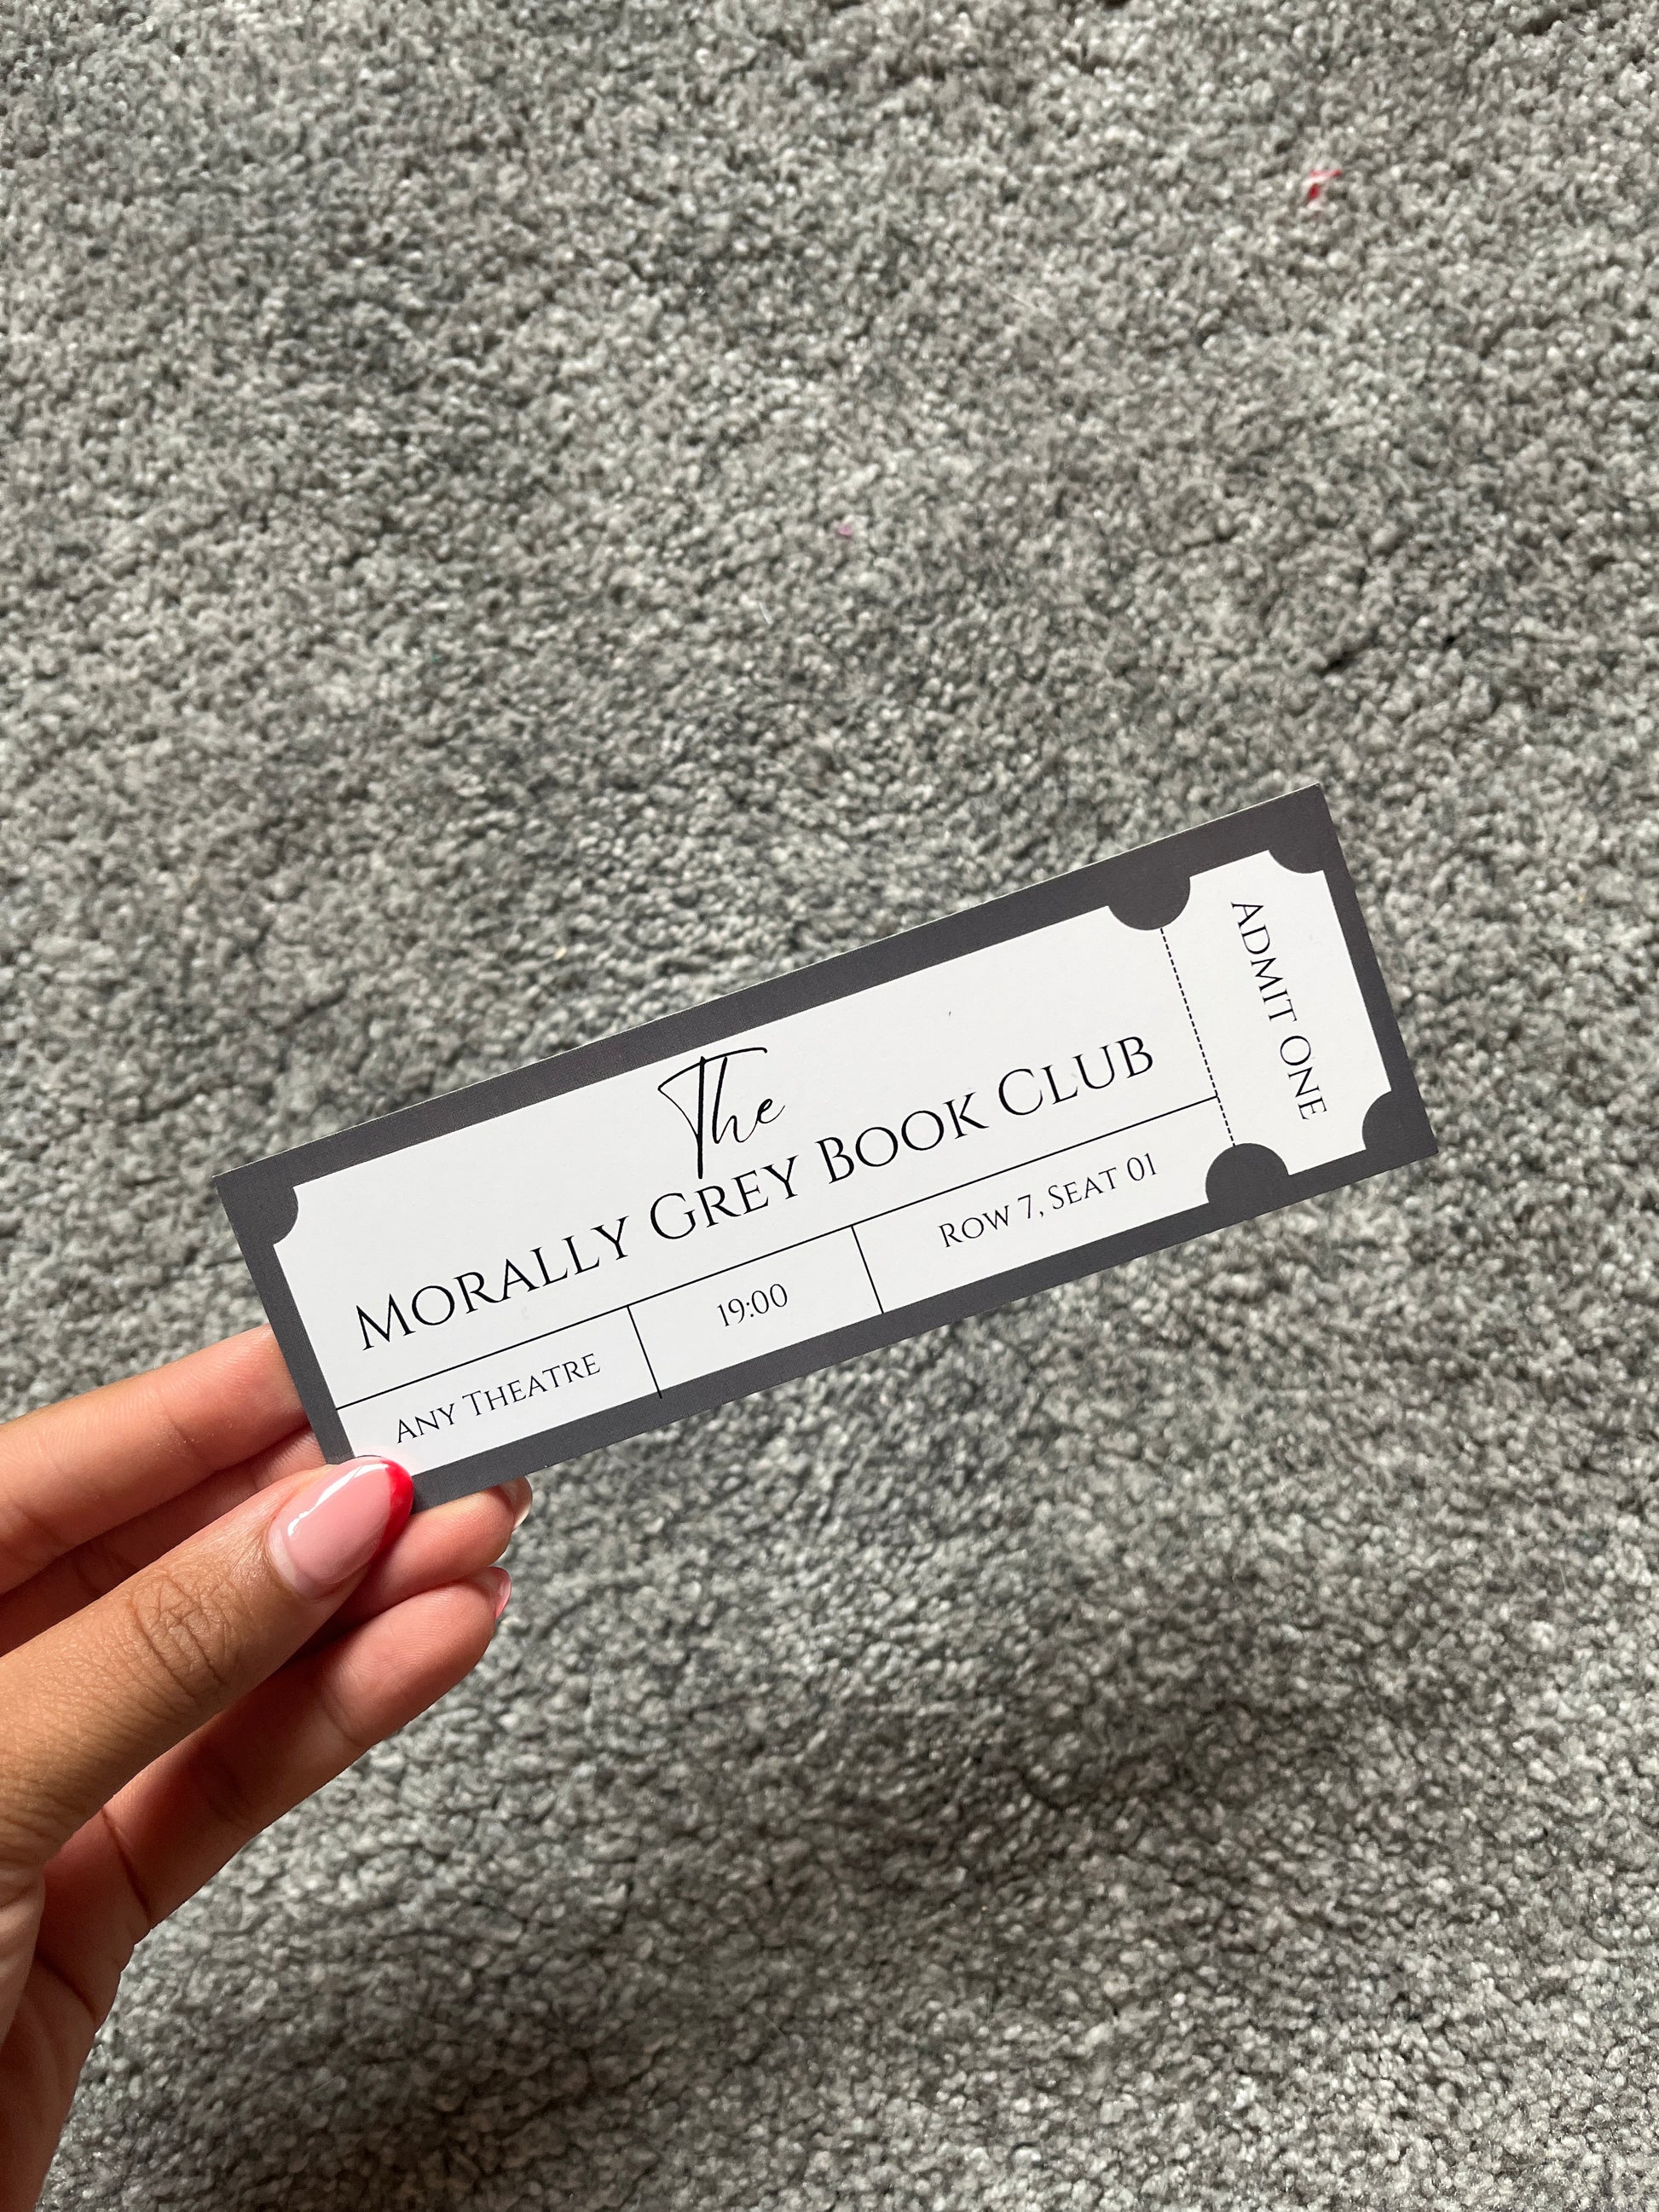 The
Morally Grey Book Club
Any Theatre
19:00
Row 7, Seat 01
Admit One